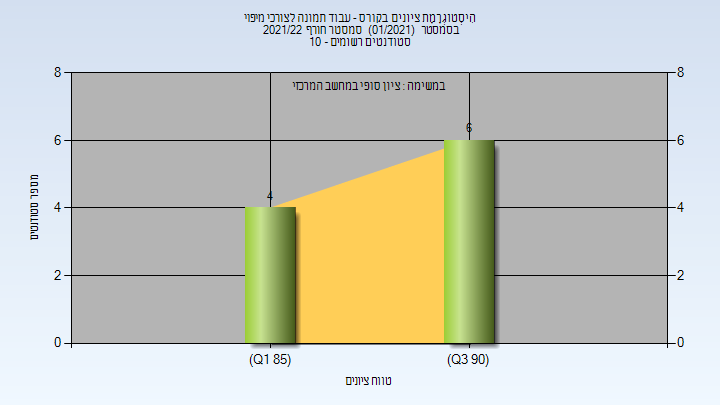 היסטוגרמת ציונים בקורס - עבוד תמונה לצורכי מיפוי
בסמסטר (01/2021) סמסטר חורף 2021/22
סטודנטים רשומים - 10
במשימה : ציון סופי במחשב המרכזי
8 8
6 6
6
4 4
4
2 2
0 0
מספר סטודנטים
(Q1 85) (Q3 90)
טווח ציונים